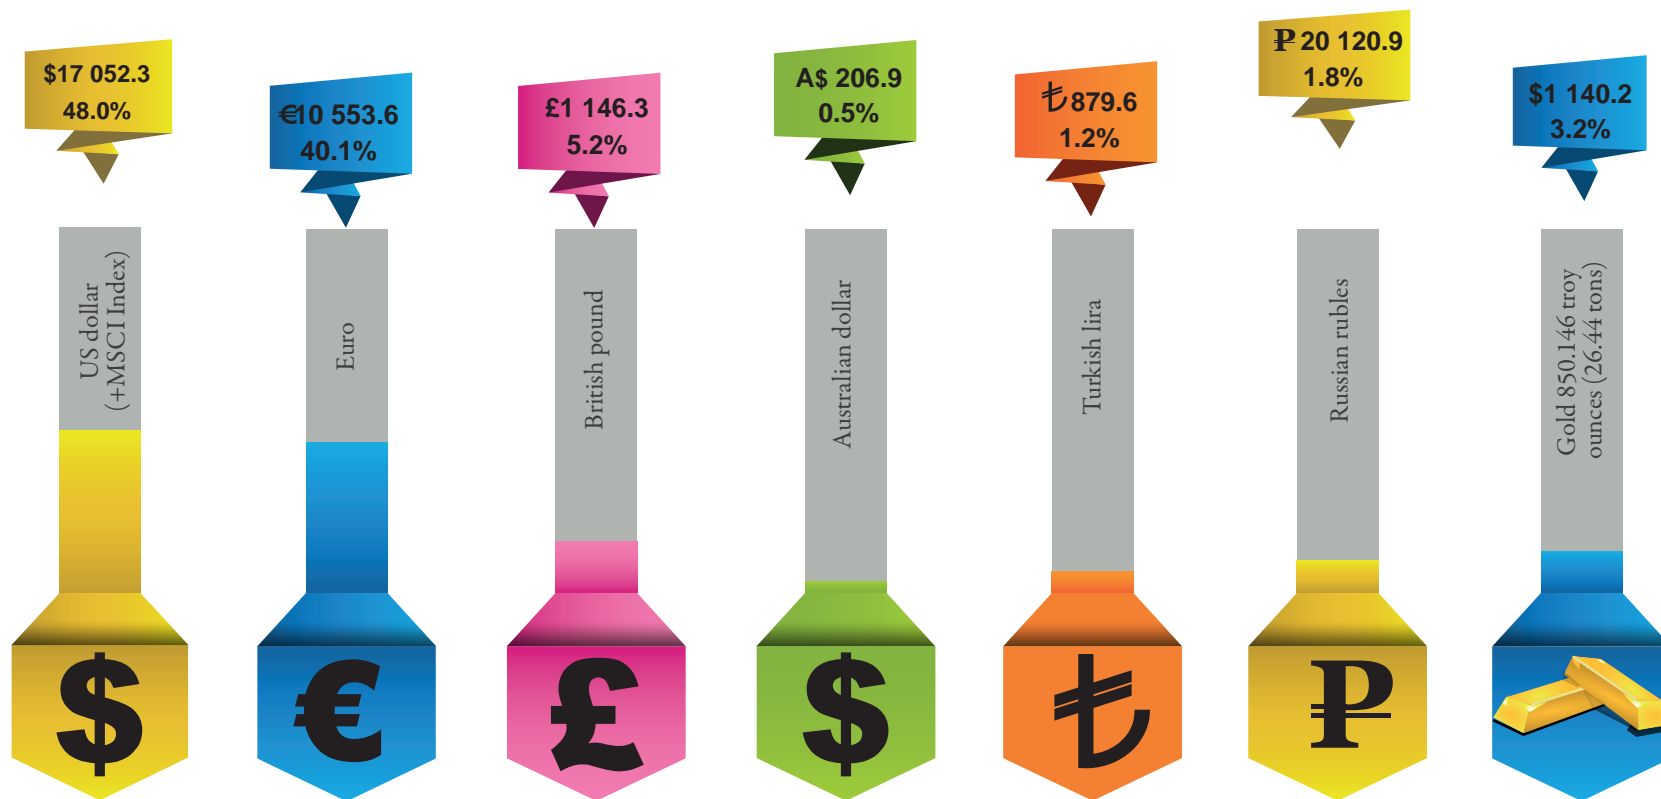 $17 052.3
48.0%
€10 553.6
40.1%
£1 146.3
5.2%
A$ 206.9
0.5%
₺ 879.6
1.2%
₽ 20 120.9
1.8%
$1 140.2
3.2%
US dollar
(+MSCI Index)
Euro
British pound
Australian dollar
Turkish lira
Russian rubles
Gold 850.146 troy
ounces (26.44 tons)
$
€
£
$
₺
₽